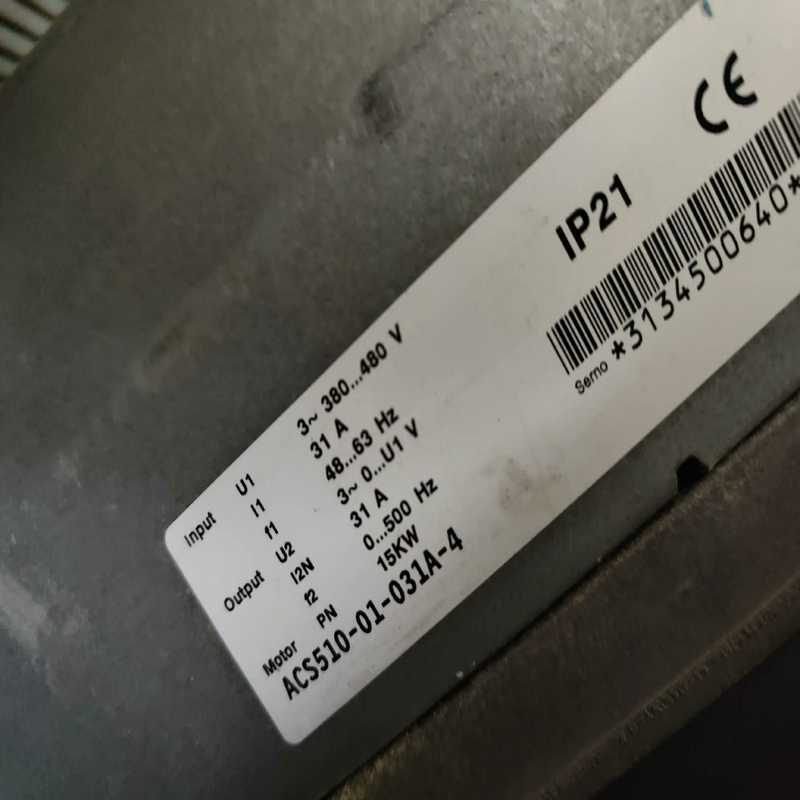 CE
IP21
Serno *3134500640*
Input U1 3~ 380...480 V
I1 31 A
f1 48...63 Hz
Output U2 3~ 0...U1 V
I2N 31 A
f2 0...500 Hz
Motor PN 15KW
ACS510-01-031A-4